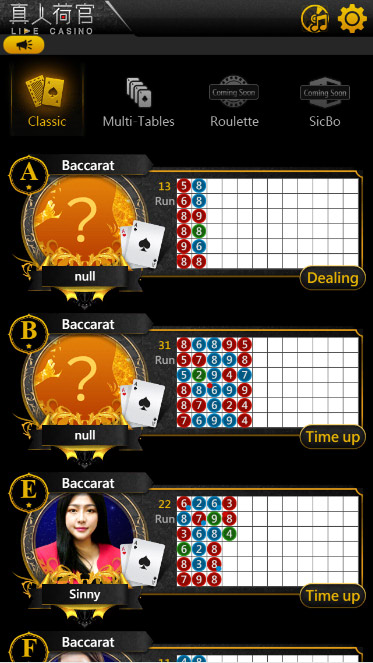 真人荷官
LIVE CASINO
Classic
Multi-Tables
Coming Soon
Roulette
Coming Soon
SicBo
A
Baccarat
?
null
13
Run
5 8
6 8
8 9
8 8
9 6
8 8
Dealing
B
Baccarat
?
null
31
Run
8 6 8 9 5
5 7 8 9 8
5 2 9 4 7
8 8 6 9 9
7 6 6 2 4
7 6 9 9 4
Time up
E
Baccarat
Sinny
22
Run
6 2 6 3
8 7 9 8
3 6 8 4
6 2 8
8 3 8
7 9 8
Time up
F
Baccarat